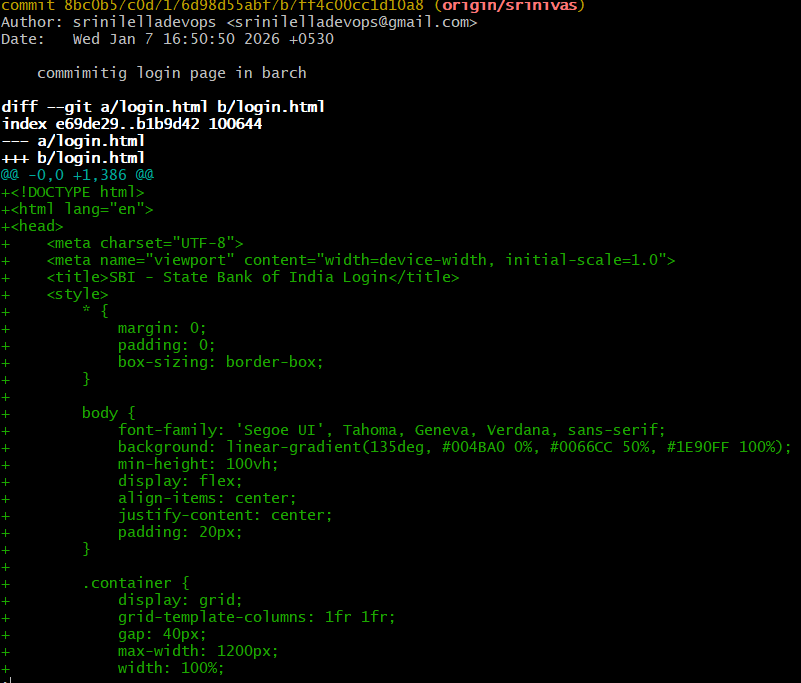 commit 8bc0b57c0d7176d98d55abf7b7ff4c00cc1d10a8 (origin/srinivas)
Author: srinilelladevops <srinilelladevops@gmail.com>
Date:   Wed Jan 7 16:50:50 2026 +0530
    commimitig login page in barch
diff --git a/login.html b/login.html
index e69de29..b1b9d42 100644
--- a/login.html
+++ b/login.html
@@ -0,0 +1,386 @@
+<!DOCTYPE html>
+<html lang="en">
+<head>
+    <meta charset="UTF-8">
+    <meta name="viewport" content="width=device-width, initial-scale=1.0">
+    <title>SBI - State Bank of India Login</title>
+    <style>
+        * {
+            margin: 0;
+            padding: 0;
+            box-sizing: border-box;
+        }
+
+        body {
+            font-family: 'Segoe UI', Tahoma, Geneva, Verdana, sans-serif;
+            background: linear-gradient(135deg, #004BA0 0%, #0066CC 50%, #1E90FF 100%);
+            min-height: 100vh;
+            display: flex;
+            align-items: center;
+            justify-content: center;
+            padding: 20px;
+        }
+
+        .container {
+            display: grid;
+            grid-template-columns: 1fr 1fr;
+            gap: 40px;
+            max-width: 1200px;
+            width: 100%;
: